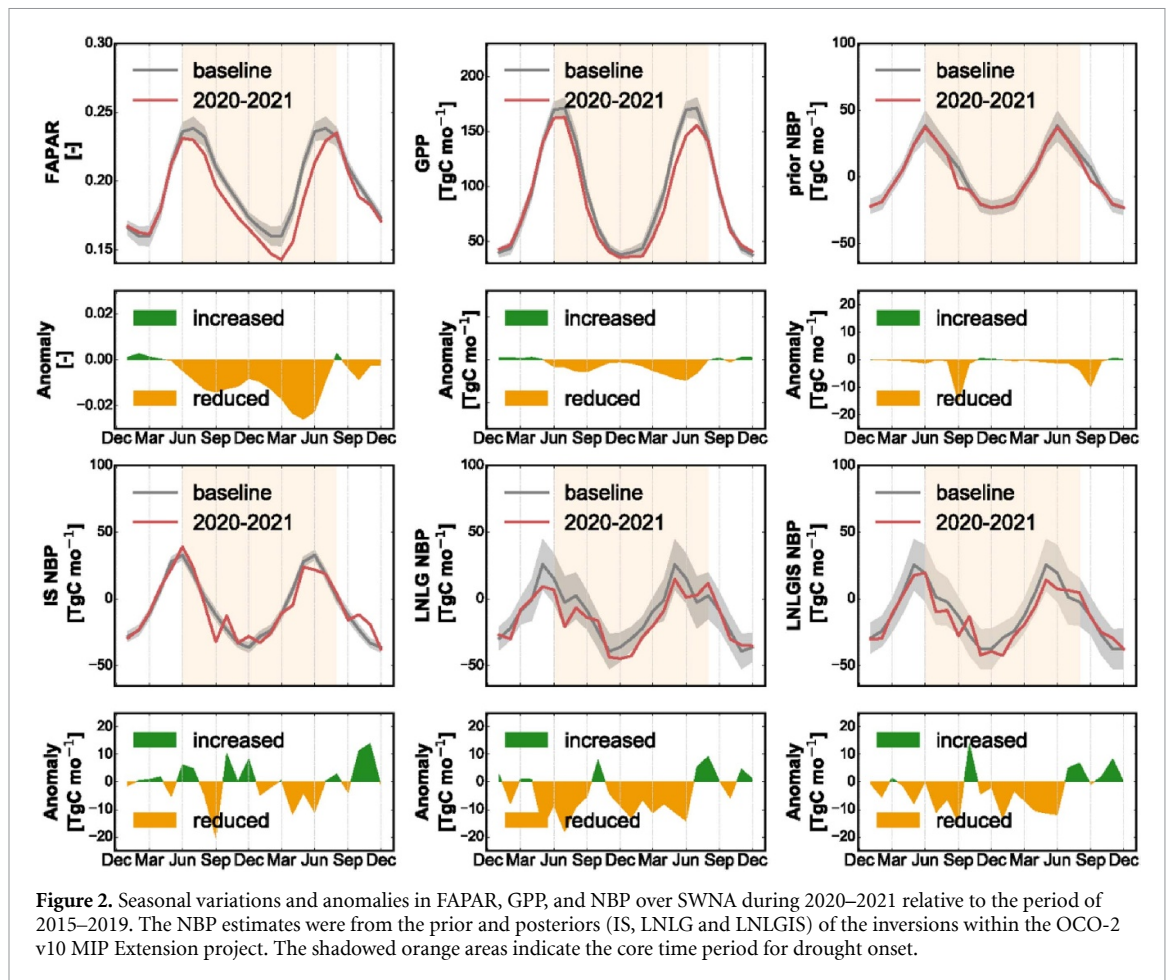 FAPAR
[-]
0.30
0.25
0.20
0.15
baseline
2020-2021
GPP
[TgC mo−1]
200
150
100
50
baseline
2020-2021
prior NBP
[TgC mo−1]
100
50
0
−50
baseline
2020-2021
Anomaly
[-]
0.02
0.00
−0.02
increased
reduced
Dec Mar Jun Sep Dec Mar Jun Sep Dec
Anomaly
[TgC mo−1]
increased
reduced
Dec Mar Jun Sep Dec Mar Jun Sep Dec
Anomaly
[TgC mo−1]
20
10
0
−10
−20
increased
reduced
Dec Mar Jun Sep Dec Mar Jun Sep Dec
IS NBP
[TgC mo−1]
100
50
0
−50
baseline
2020-2021
LNLG NBP
[TgC mo−1]
100
50
0
−50
baseline
2020-2021
LNLGIS NBP
[TgC mo−1]
100
50
0
−50
baseline
2020-2021
Anomaly
[TgC mo−1]
20
10
0
−10
−20
increased
reduced
Dec Mar Jun Sep Dec Mar Jun Sep Dec
Anomaly
[TgC mo−1]
20
10
0
−10
−20
increased
reduced
Dec Mar Jun Sep Dec Mar Jun Sep Dec
Anomaly
[TgC mo−1]
20
10
0
−10
−20
increased
reduced
Dec Mar Jun Sep Dec Mar Jun Sep Dec
Figure 2. Seasonal variations and anomalies in FAPAR, GPP, and NBP over SWNA during 2020–2021 relative to the period of
2015–2019. The NBP estimates were from the prior and posteriors (IS, LNLG and LNLGIS) of the inversions within the OCO-2
v10 MIP Extension project. The shadowed orange areas indicate the core time period for drought onset.